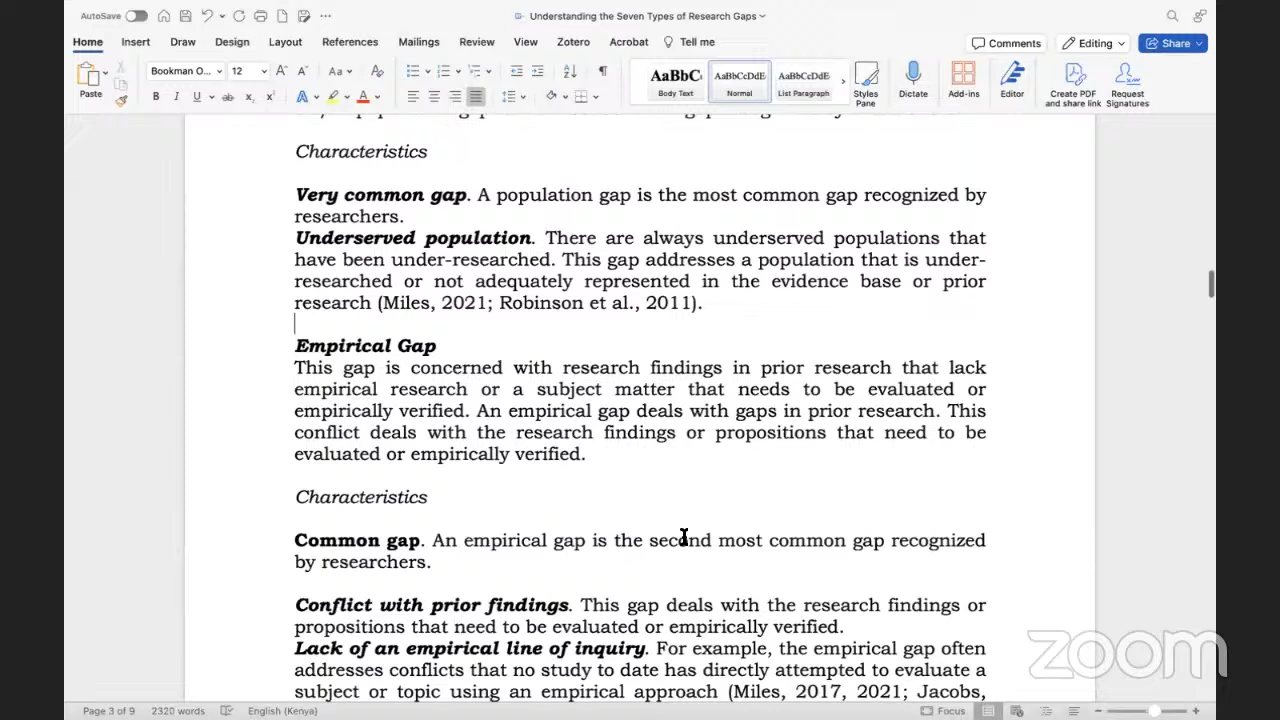 AutoSave
Understanding the Seven Types of Research Gaps
Home Insert Draw Design Layout References Mailings Review View Zotero Acrobat Tell me
Comments Editing Share
Paste
Bookman O... 12
AaBbC AaBbCcDdE AaBbCcDdE
Body Text Normal List Paragraph
Styles Pane
Dictate
Add-ins
Editor
Create PDF and share link
Request Signatures
Characteristics
Very common gap. A population gap is the most common gap recognized by
researchers.
Underserved population. There are always underserved populations that
have been under-researched. This gap addresses a population that is under-
researched or not adequately represented in the evidence base or prior
research (Miles, 2021; Robinson et al., 2011).
Empirical Gap
This gap is concerned with research findings in prior research that lack
empirical research or a subject matter that needs to be evaluated or
empirically verified. An empirical gap deals with gaps in prior research. This
conflict deals with the research findings or propositions that need to be
evaluated or empirically verified.
Characteristics
Common gap. An empirical gap is the second most common gap recognized
by researchers.
Conflict with prior findings. This gap deals with the research findings or
propositions that need to be evaluated or empirically verified.
Lack of an empirical line of inquiry. For example, the empirical gap often
addresses conflicts that no study to date has directly attempted to evaluate a
subject or topic using an empirical approach (Miles, 2017, 2021; Jacobs,
zoom
Page 3 of 9 2320 words English (Kenya) Focus